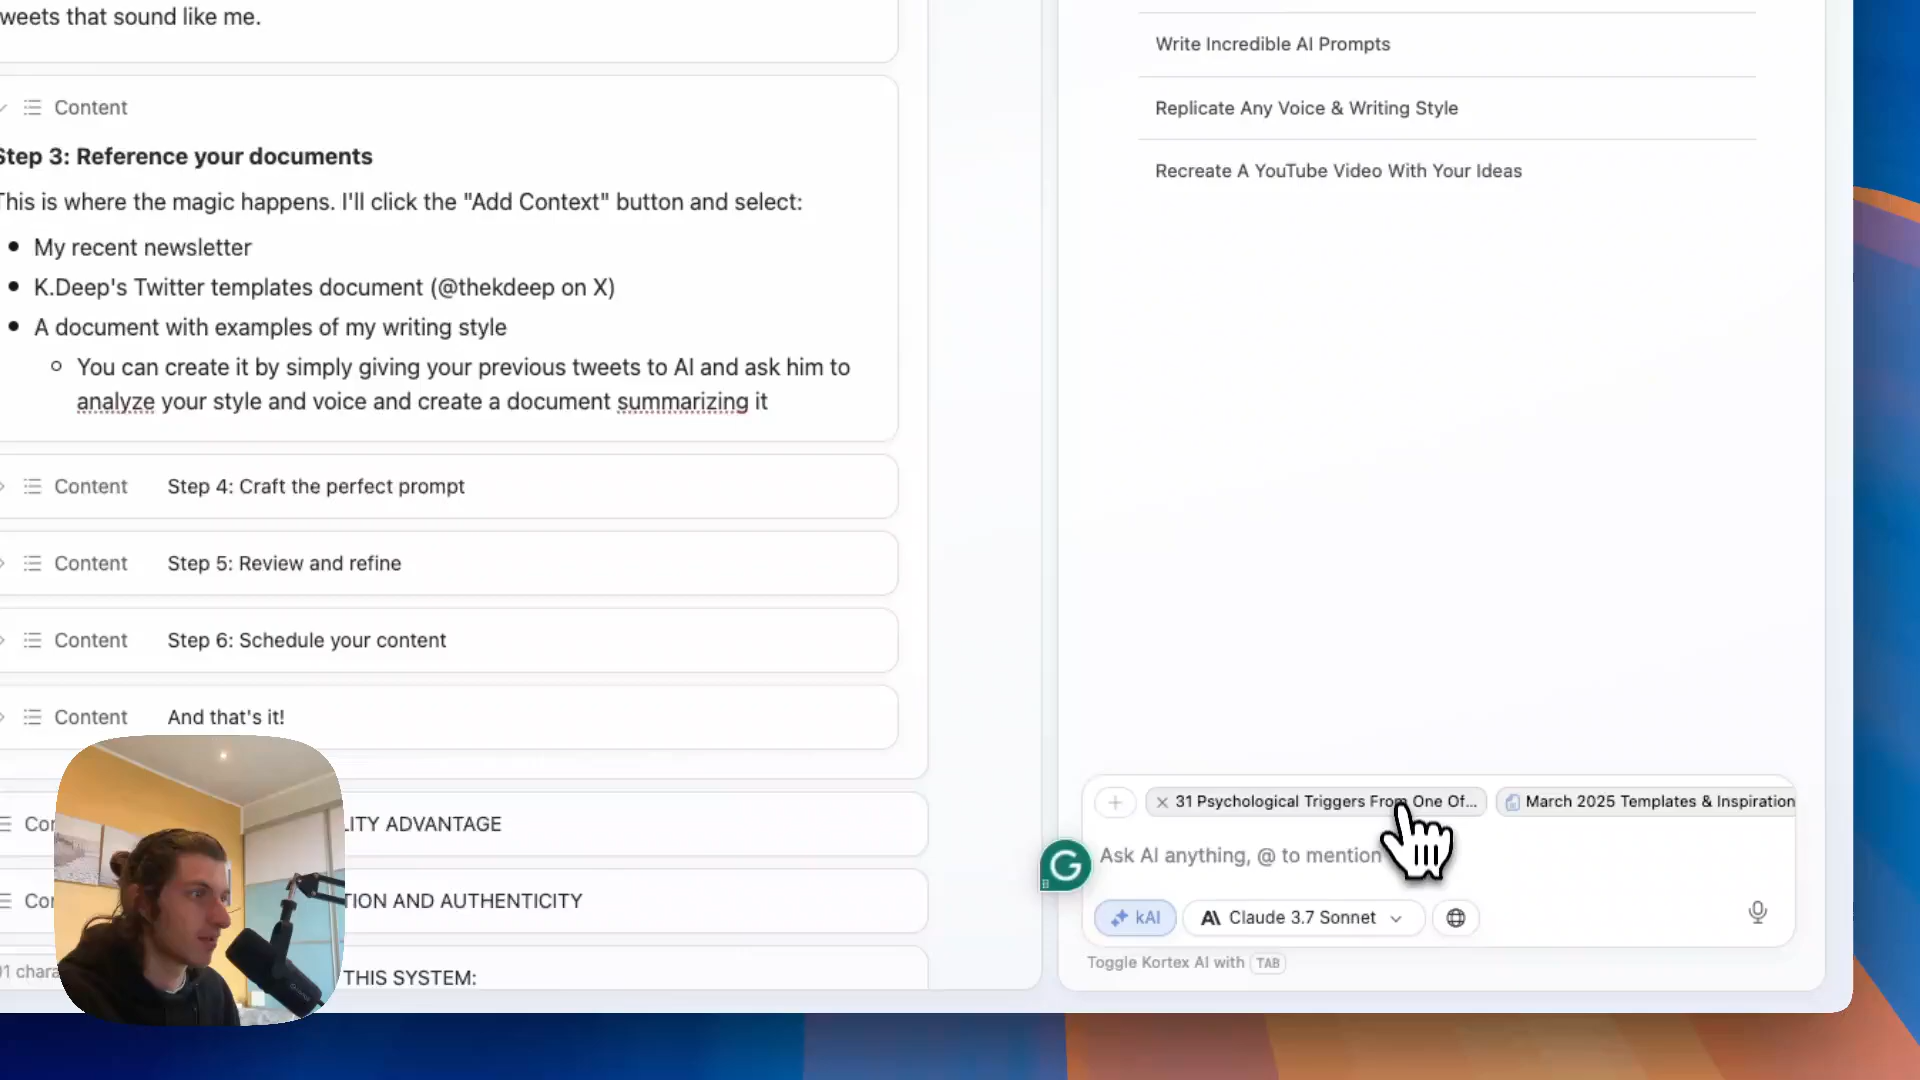 weets that sound like me.
Content
Step 3: Reference your documents
This is where the magic happens. I'll click the "Add Context" button and select:
My recent newsletter
K.Deep's Twitter templates document (@thekdeep on X)
A document with examples of my writing style
You can create it by simply giving your previous tweets to AI and ask him to
analyze your style and voice and create a document summarizing it
Content Step 4: Craft the perfect prompt
Content Step 5: Review and refine
Content Step 6: Schedule your content
Content And that's it!
Cor LITY ADVANTAGE
Cor TION AND AUTHENTICITY
THIS SYSTEM:
1 chara
Write Incredible AI Prompts
Replicate Any Voice & Writing Style
Recreate A YouTube Video With Your Ideas
31 Psychological Triggers From One Of... March 2025 Templates & Inspiration
Ask AI anything, @ to mention
kAI Claude 3.7 Sonnet
Toggle Kortex AI with TAB